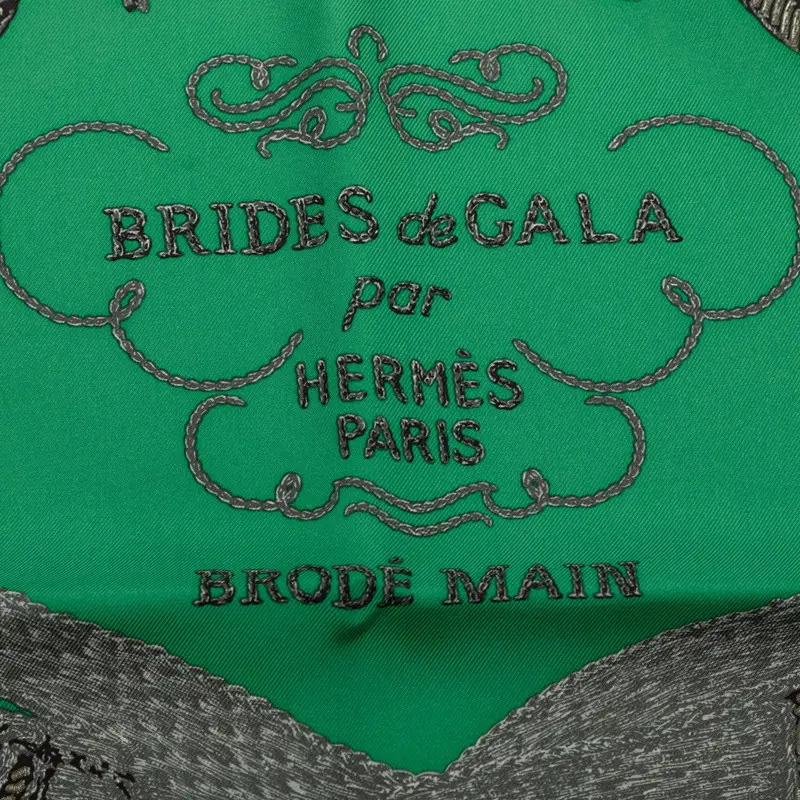 BRIDES de GALA
par
HERMÈS
PARIS
BRODÉ MAIN